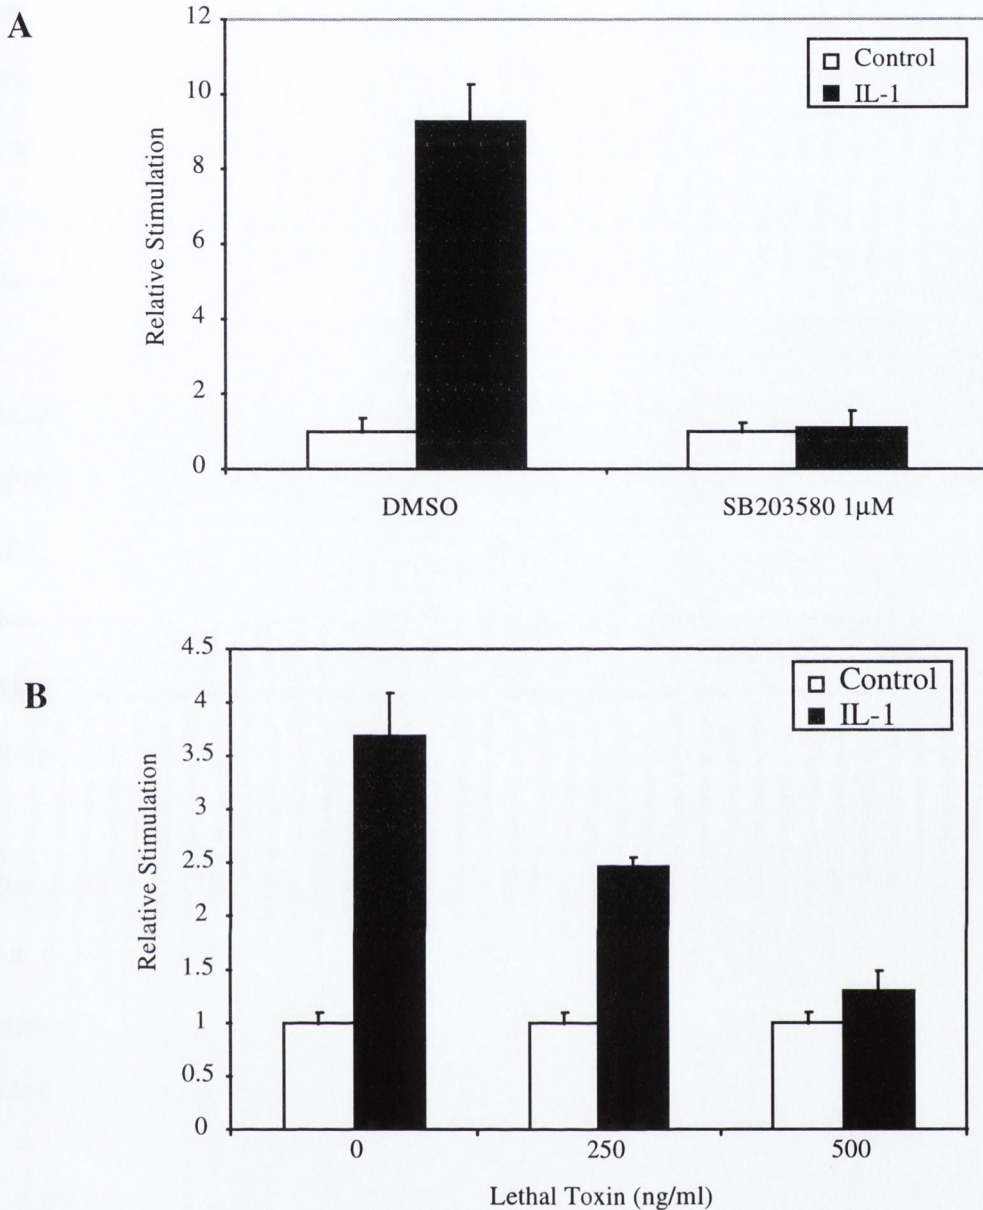 A
12
10
8
6
4
2
0
Relative Stimulation
Control
IL-1
DMSO
SB203580 1μM
B
4.5
4
3.5
3
2.5
2
1.5
1
0.5
0
Relative Stimulation
Control
IL-1
0
250
500
Lethal Toxin (ng/ml)